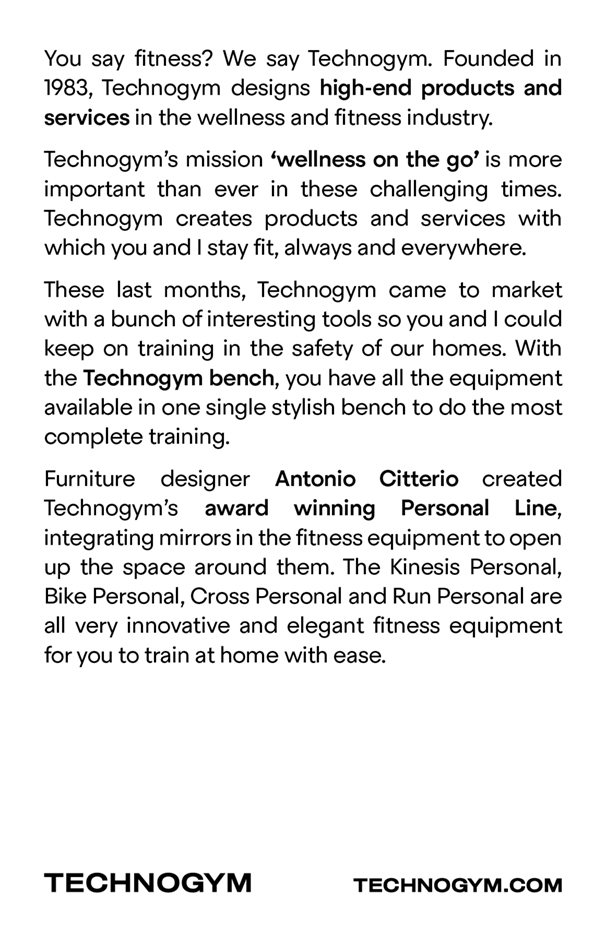 You say fitness? We say Technogym. Founded in
1983, Technogym designs high-end products and
services in the wellness and fitness industry.
Technogym’s mission ‘wellness on the go’ is more
important than ever in these challenging times.
Technogym creates products and services with
which you and I stay fit, always and everywhere.
These last months, Technogym came to market
with a bunch of interesting tools so you and I could
keep on training in the safety of our homes. With
the Technogym bench, you have all the equipment
available in one single stylish bench to do the most
complete training.
Furniture designer Antonio Citterio created
Technogym’s award winning Personal Line,
integrating mirrors in the fitness equipment to open
up the space around them. The Kinesis Personal,
Bike Personal, Cross Personal and Run Personal are
all very innovative and elegant fitness equipment
for you to train at home with ease.
TECHNOGYM
TECHNOGYM.COM